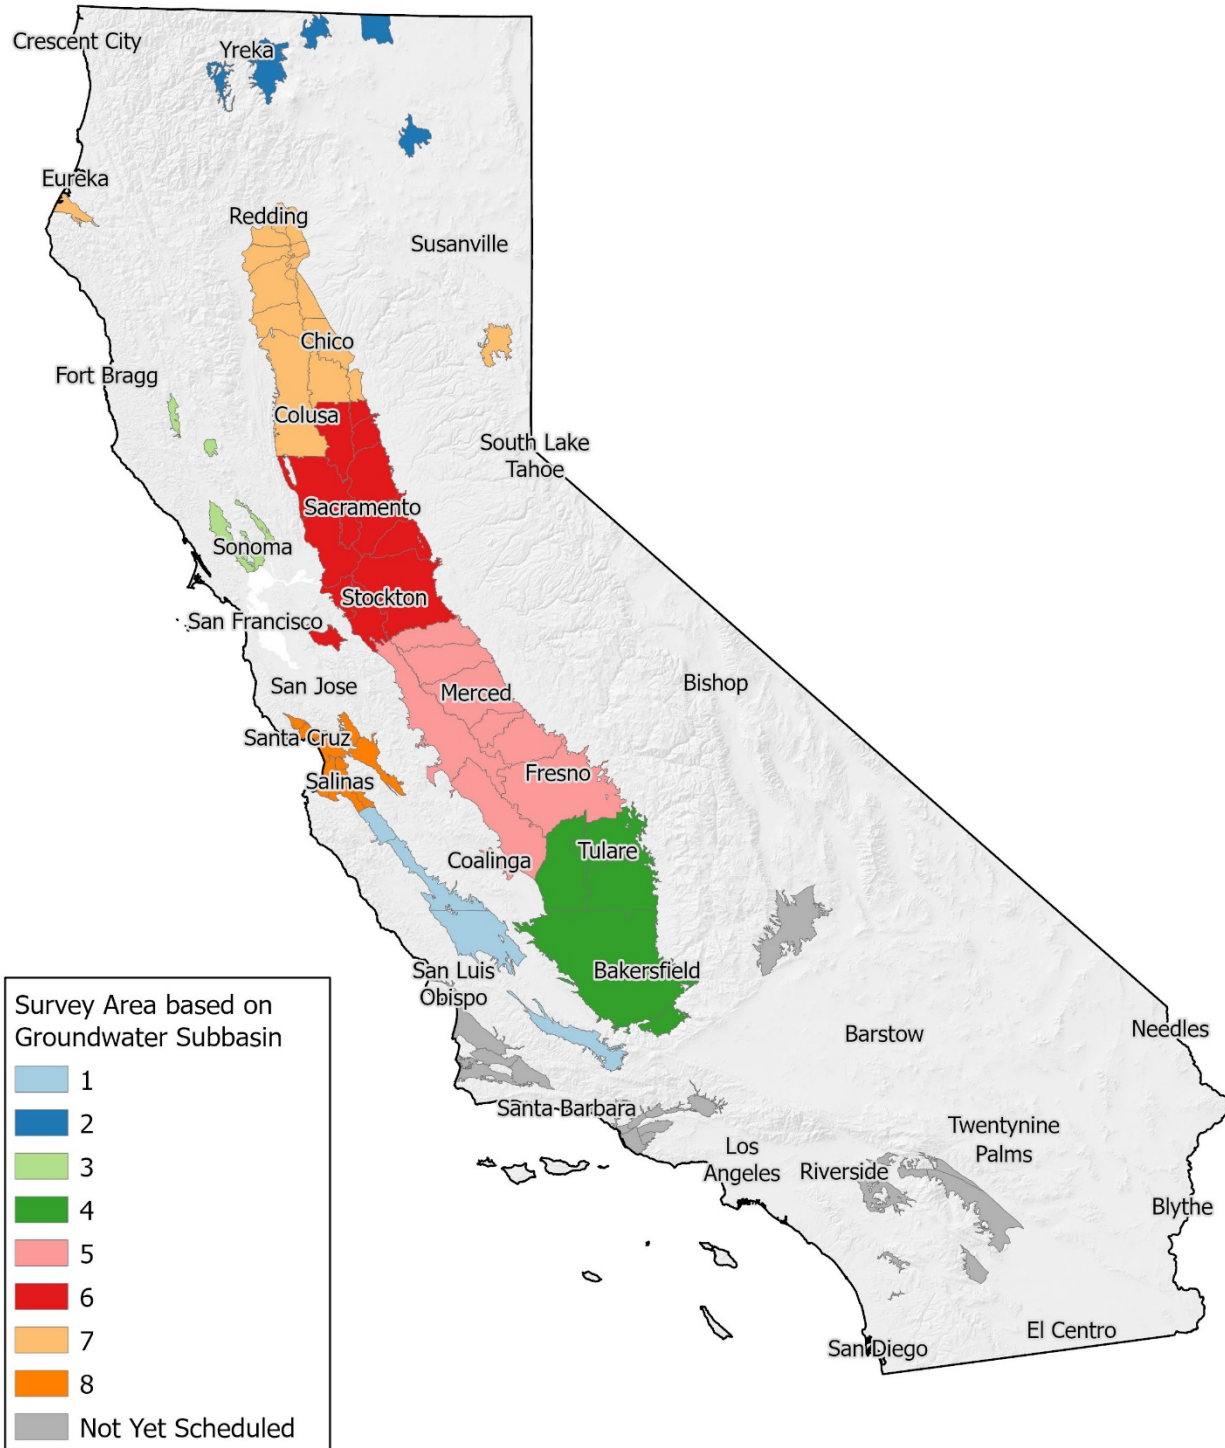 Crescent City
Yreka
Eureka
Redding
Susanville
Chico
Fort Bragg
Colusa
South Lake
Tahoe
Sacramento
Sonoma
Stockton
San Francisco
Bishop
San Jose
Merced
Santa Cruz
Fresno
Salinas
Tulare
Coalinga
San Luis
Obispo
Bakersfield
Barstow
Needles
Santa Barbara
Twentynine
Palms
Los
Angeles
Riverside
Blythe
El Centro
San Diego
Survey Area based on
Groundwater Subbasin
1
2
3
4
5
6
7
8
Not Yet Scheduled